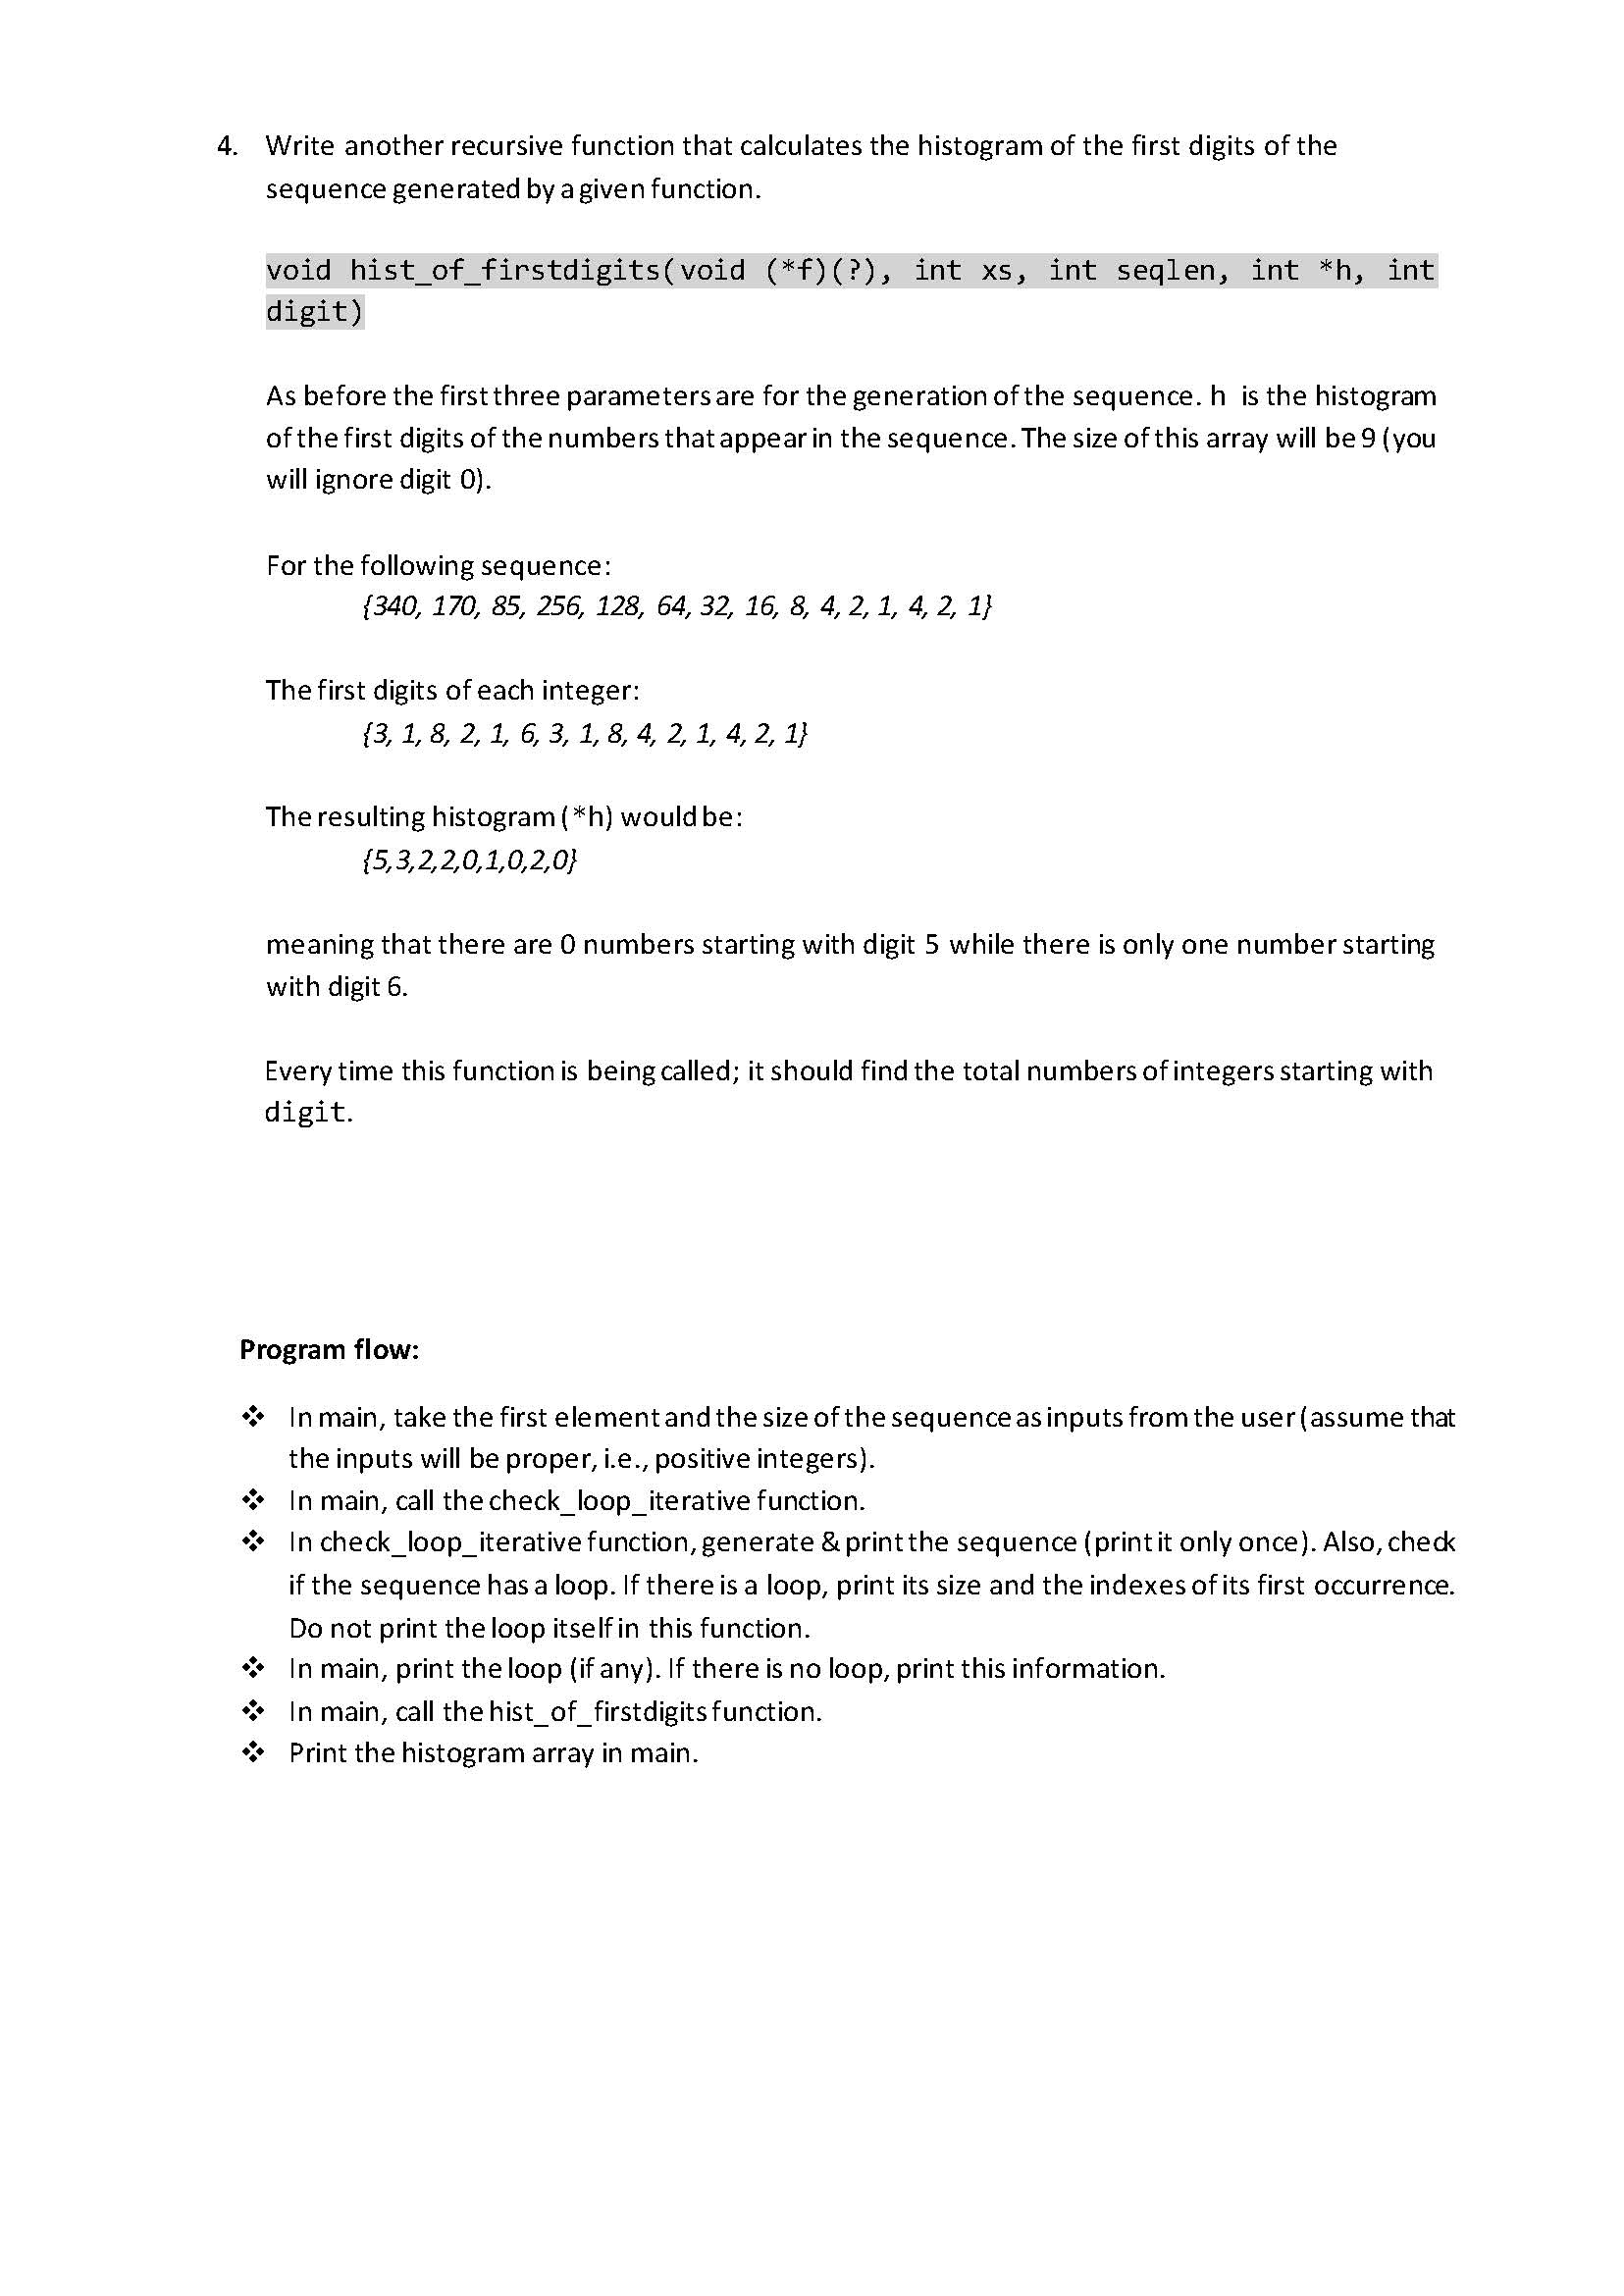 4. Write another recursive function that calculates the histogram of the first digits of the
sequence generated by a given function.
void hist_of_firstdigits(void (*f)(?), int xs, int seqlen, int *h, int
digit)
As before the first three parameters are for the generation of the sequence. h is the histogram
of the first digits of the numbers that appear in the sequence. The size of this array will be 9 (you
will ignore digit 0).
For the following sequence:
{340, 170, 85, 256, 128, 64, 32, 16, 8, 4, 2, 1, 4, 2, 1}
The first digits of each integer:
{3, 1, 8, 2, 1, 6, 3, 1, 8, 4, 2, 1, 4, 2, 1}
The resulting histogram (*h) would be:
{5,3,2,2,0,1,0,2,0}
meaning that there are 0 numbers starting with digit 5 while there is only one number starting
with digit 6.
Every time this function is being called; it should find the total numbers of integers starting with
digit.
Program flow:
❖ In main, take the first element and the size of the sequence as inputs from the user (assume that
the inputs will be proper, i.e., positive integers).
❖ In main, call the check_loop_iterative function.
❖ In check_loop_iterative function, generate & print the sequence (print it only once). Also, check
if the sequence has a loop. If there is a loop, print its size and the indexes of its first occurrence.
Do not print the loop itself in this function.
❖ In main, print the loop (if any). If there is no loop, print this information.
❖ In main, call the hist_of_firstdigits function.
❖ Print the histogram array in main.